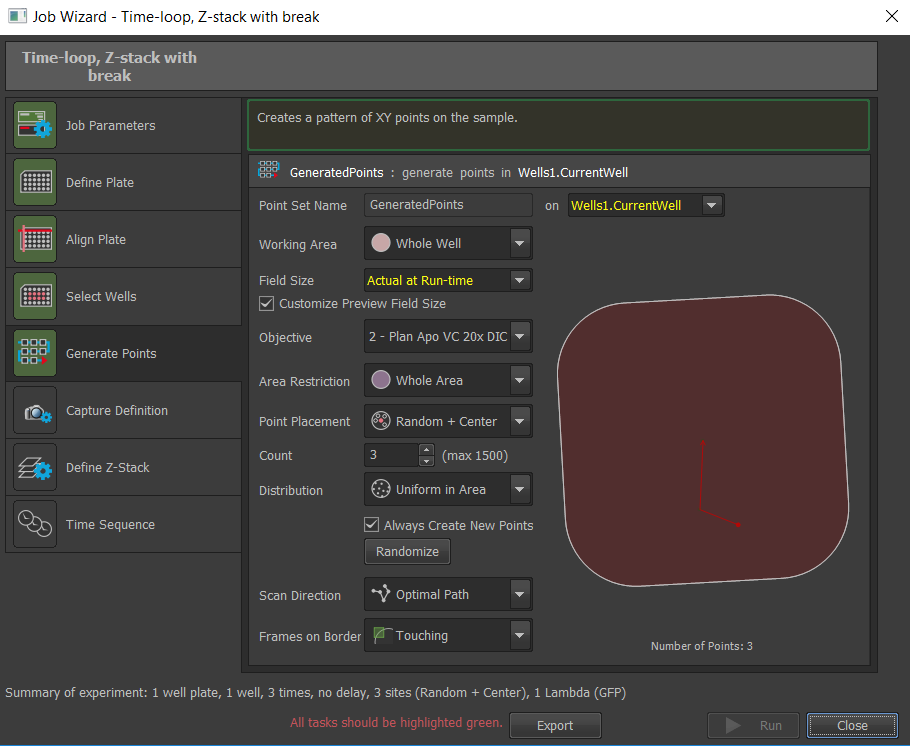 Job Wizard - Time-loop, Z-stack with break
Time-loop, Z-stack with
break
Job Parameters
Define Plate
Align Plate
Select Wells
Generate Points
Capture Definition
Define Z-Stack
Time Sequence
Creates a pattern of XY points on the sample.
GeneratedPoints : generate points in Wells1.CurrentWell
Point Set Name GeneratedPoints on Wells1.CurrentWell
Working Area Whole Well
Field Size Actual at Run-time
Customize Preview Field Size
Objective 2 - Plan Apo VC 20x DIC
Area Restriction Whole Area
Point Placement Random + Center
Count 3 (max 1500)
Distribution Uniform in Area
Always Create New Points
Randomize
Scan Direction Optimal Path
Frames on Border Touching
Number of Points: 3
Summary of experiment: 1 well plate, 1 well, 3 times, no delay, 3 sites (Random + Center), 1 Lambda (GFP)
All tasks should be highlighted green. Export Run Close